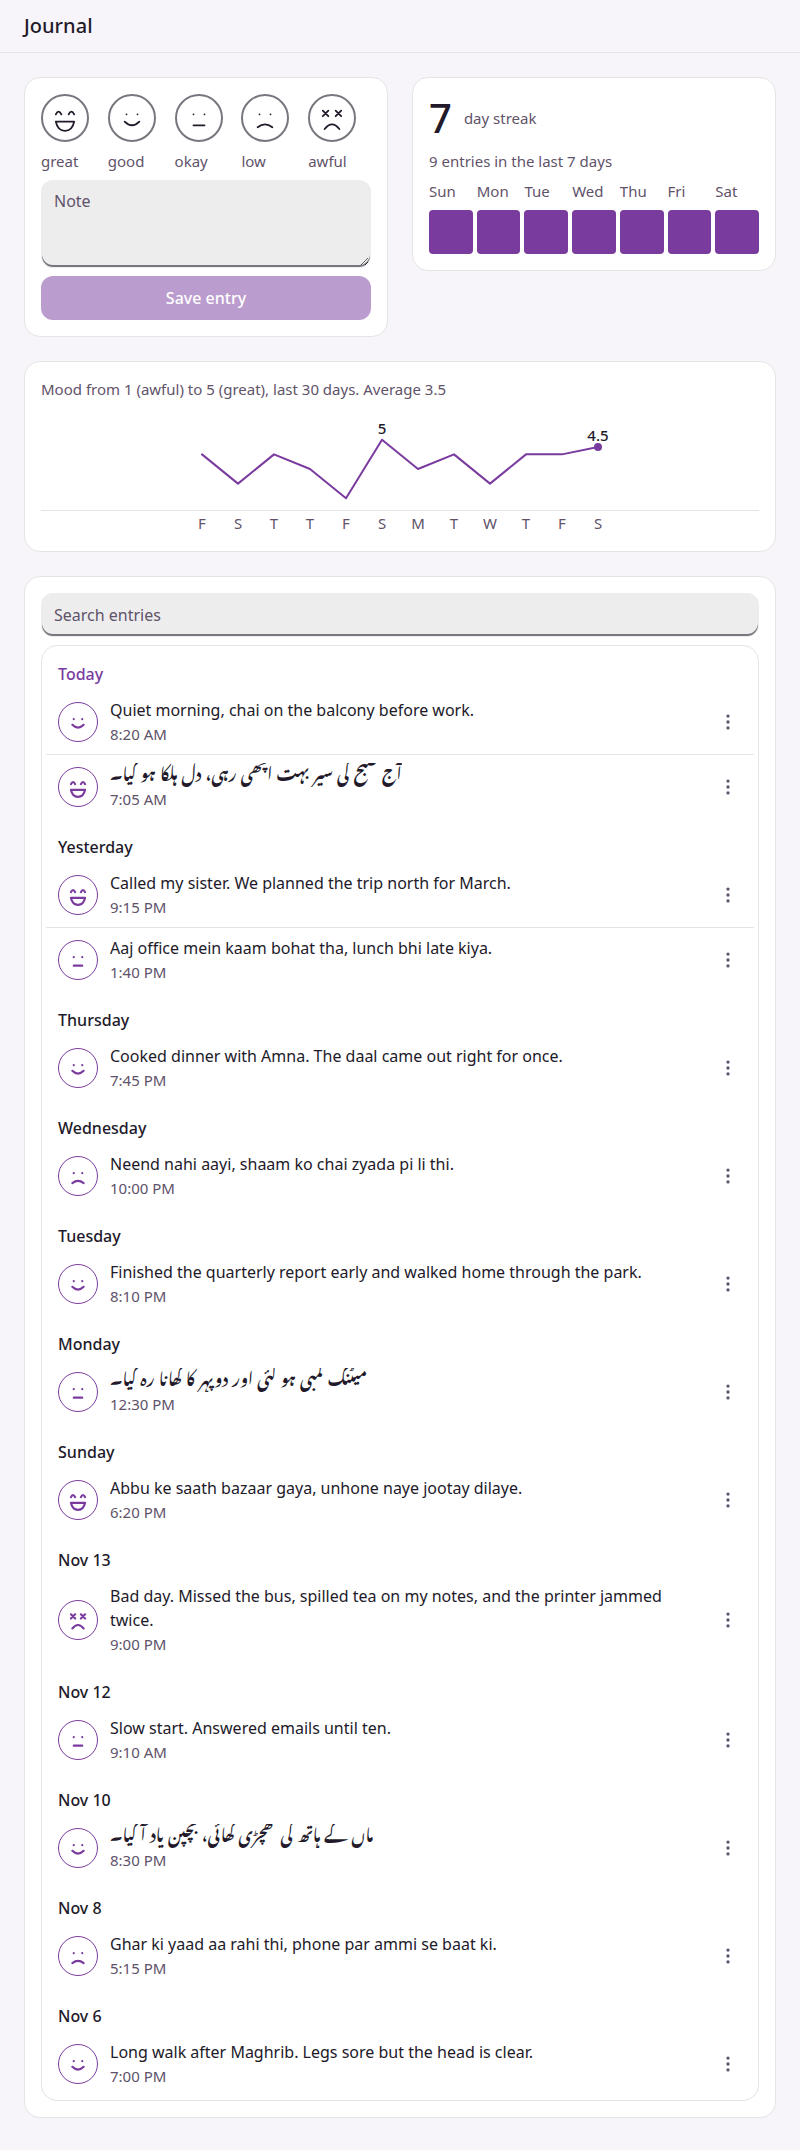 Journal
great good okay low awful
Note
Save entry
7 day streak
9 entries in the last 7 days
Sun Mon Tue Wed Thu Fri Sat
Mood from 1 (awful) to 5 (great), last 30 days. Average 3.5
5
4.5
F S T T F S M T W T F S
Search entries
Today
Quiet morning, chai on the balcony before work.
8:20 AM
آج صبح کی سیر بہت اچھی رہی، دل ہلکا ہو گیا۔
7:05 AM
Yesterday
Called my sister. We planned the trip north for March.
9:15 PM
Aaj office mein kaam bohat tha, lunch bhi late kiya.
1:40 PM
Thursday
Cooked dinner with Amna. The daal came out right for once.
7:45 PM
Wednesday
Neend nahi aayi, shaam ko chai zyada pi li thi.
10:00 PM
Tuesday
Finished the quarterly report early and walked home through the park.
8:10 PM
Monday
میٹنگ لمبی ہو گئی اور دوپہر کا کھانا رہ گیا۔
12:30 PM
Sunday
Abbu ke saath bazaar gaya, unhone naye jootay dilaye.
6:20 PM
Nov 13
Bad day. Missed the bus, spilled tea on my notes, and the printer jammed
twice.
9:00 PM
Nov 12
Slow start. Answered emails until ten.
9:10 AM
Nov 10
ماں کے ہاتھ کی کھچڑی کھائی، بچپن یاد آ گیا۔
8:30 PM
Nov 8
Ghar ki yaad aa rahi thi, phone par ammi se baat ki.
5:15 PM
Nov 6
Long walk after Maghrib. Legs sore but the head is clear.
7:00 PM